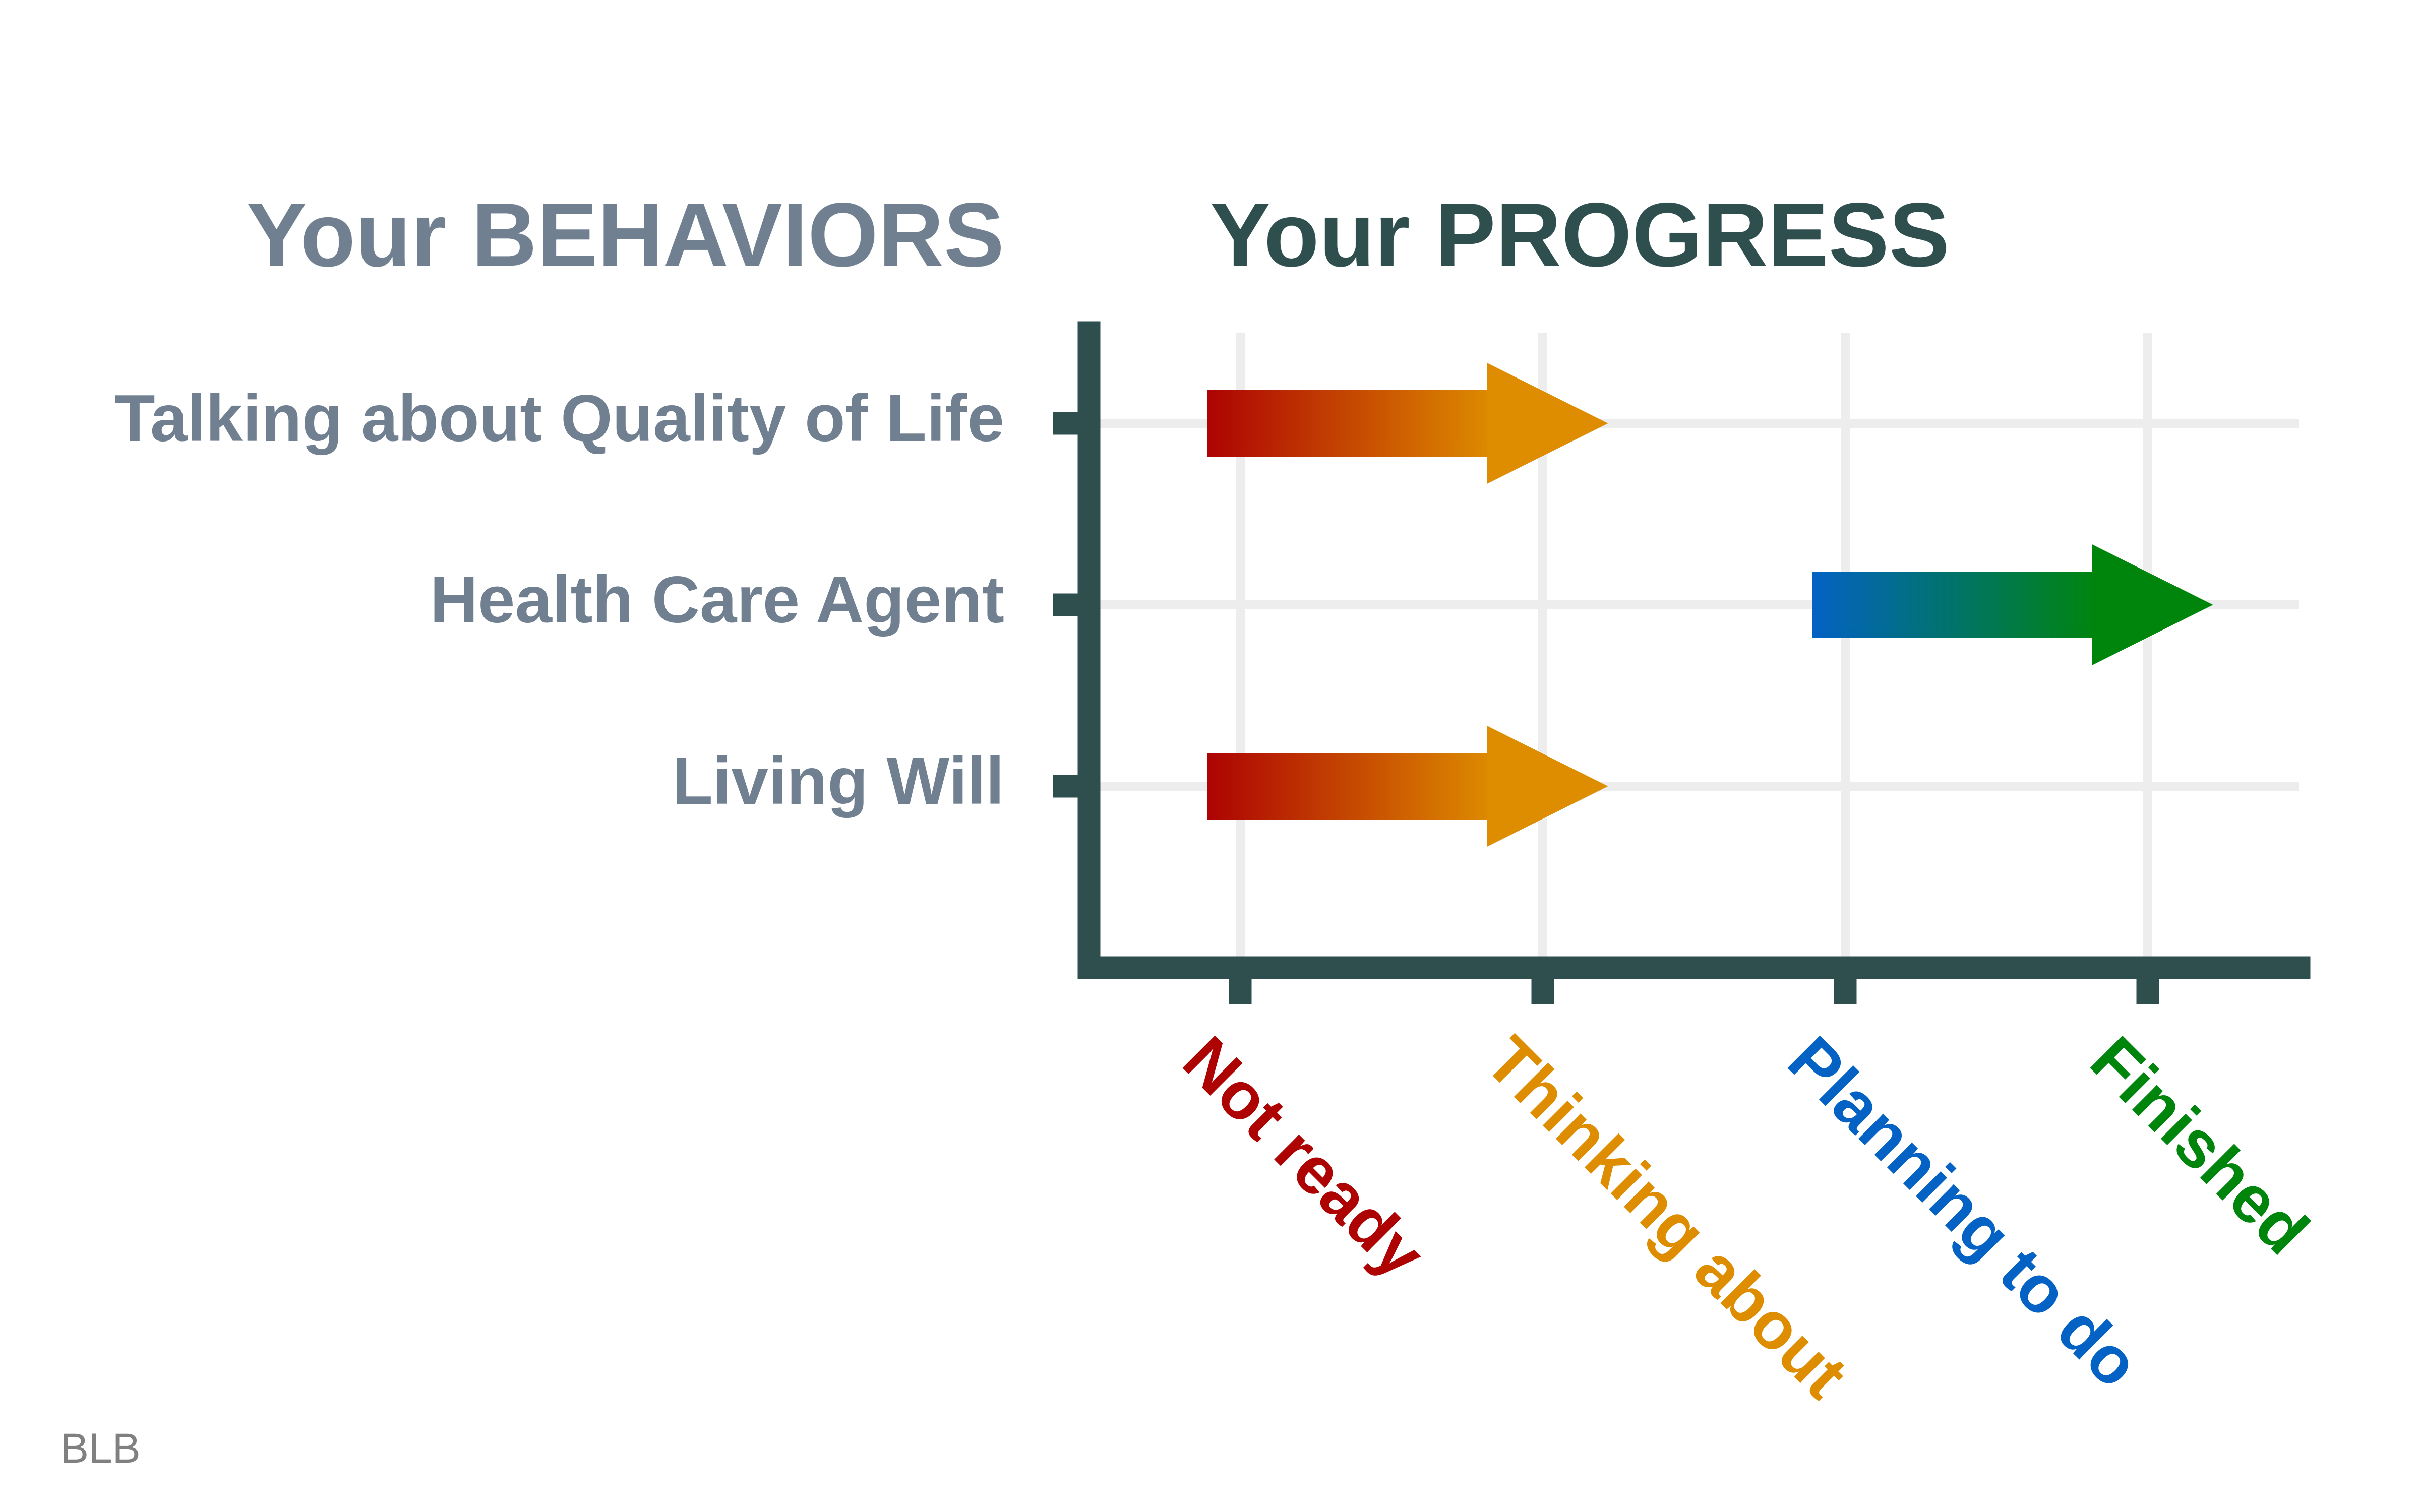 Your BEHAVIORS
Your PROGRESS
Talking about Quality of Life
Health Care Agent
Living Will
Not ready
Thinking about
Planning to do
Finished
BLB